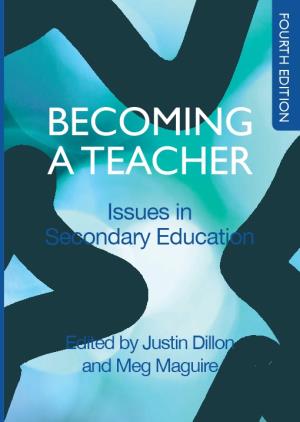 FOURTH EDITION
BECOMING
A TEACHER
Issues in
Secondary Education
Edited by Justin Dillon
and Meg Maguire